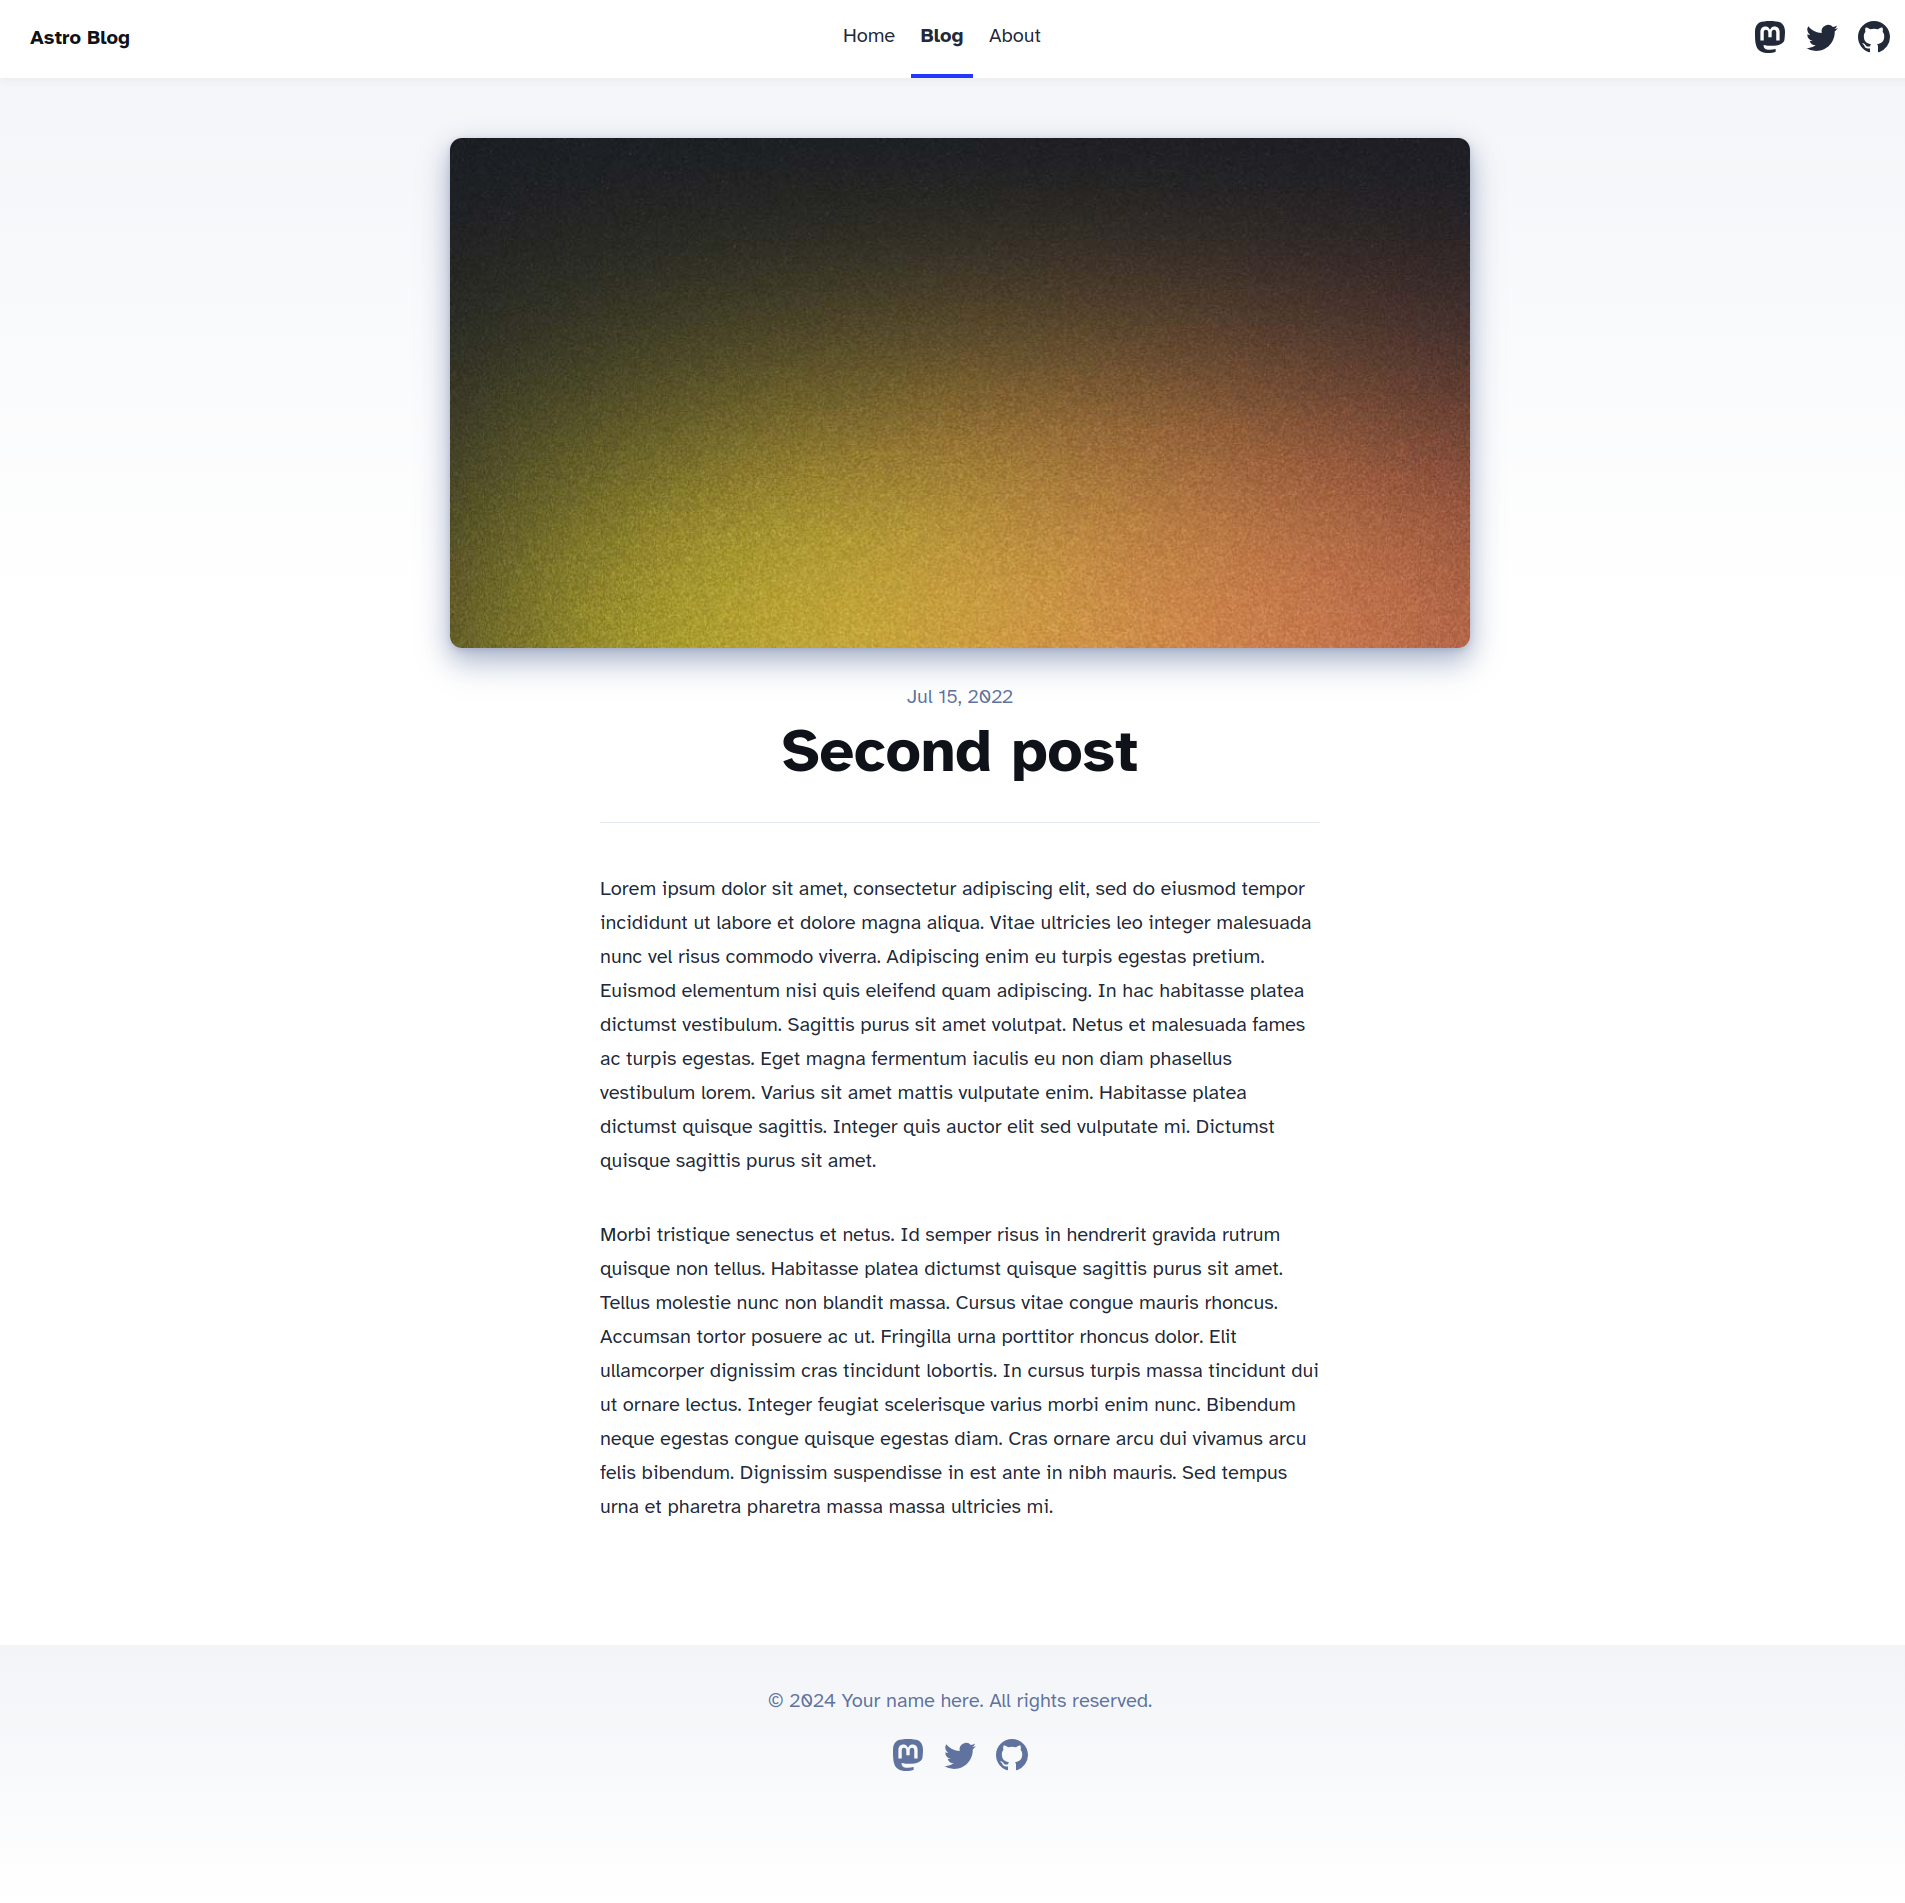 Astro Blog
Home Blog About
Jul 15, 2022
Second post
Lorem ipsum dolor sit amet, consectetur adipiscing elit, sed do eiusmod tempor
incididunt ut labore et dolore magna aliqua. Vitae ultricies leo integer malesuada
nunc vel risus commodo viverra. Adipiscing enim eu turpis egestas pretium.
Euismod elementum nisi quis eleifend quam adipiscing. In hac habitasse platea
dictumst vestibulum. Sagittis purus sit amet volutpat. Netus et malesuada fames
ac turpis egestas. Eget magna fermentum iaculis eu non diam phasellus
vestibulum lorem. Varius sit amet mattis vulputate enim. Habitasse platea
dictumst quisque sagittis. Integer quis auctor elit sed vulputate mi. Dictumst
quisque sagittis purus sit amet.
Morbi tristique senectus et netus. Id semper risus in hendrerit gravida rutrum
quisque non tellus. Habitasse platea dictumst quisque sagittis purus sit amet.
Tellus molestie nunc non blandit massa. Cursus vitae congue mauris rhoncus.
Accumsan tortor posuere ac ut. Fringilla urna porttitor rhoncus dolor. Elit
ullamcorper dignissim cras tincidunt lobortis. In cursus turpis massa tincidunt dui
ut ornare lectus. Integer feugiat scelerisque varius morbi enim nunc. Bibendum
neque egestas congue quisque egestas diam. Cras ornare arcu dui vivamus arcu
felis bibendum. Dignissim suspendisse in est ante in nibh mauris. Sed tempus
urna et pharetra pharetra massa massa ultricies mi.
© 2024 Your name here. All rights reserved.